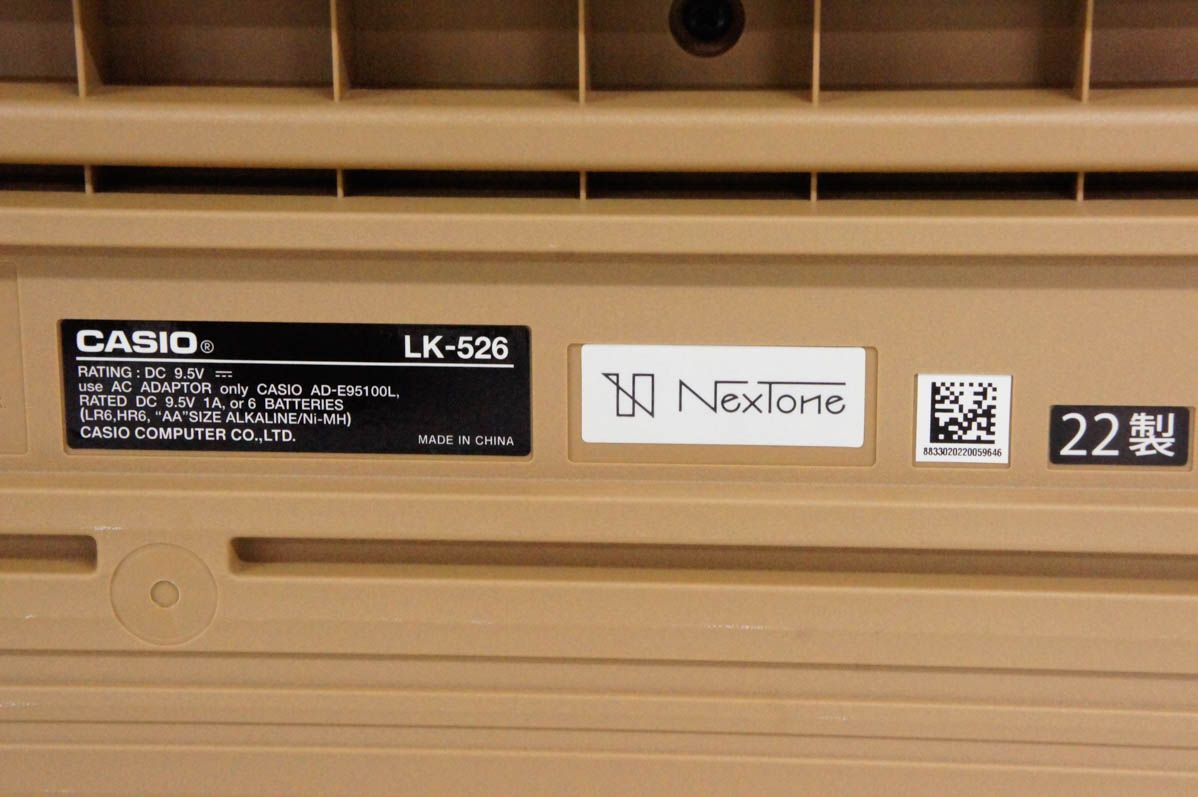 CASIO® LK-526
RATING : DC 9.5V ⎓
use AC ADAPTOR only CASIO AD-E95100L,
RATED DC 9.5V 1A, or 6 BATTERIES
(LR6,HR6, “AA”SIZE ALKALINE/Ni-MH)
CASIO COMPUTER CO.,LTD. MADE IN CHINA
NexTone
8833020220059646
22製